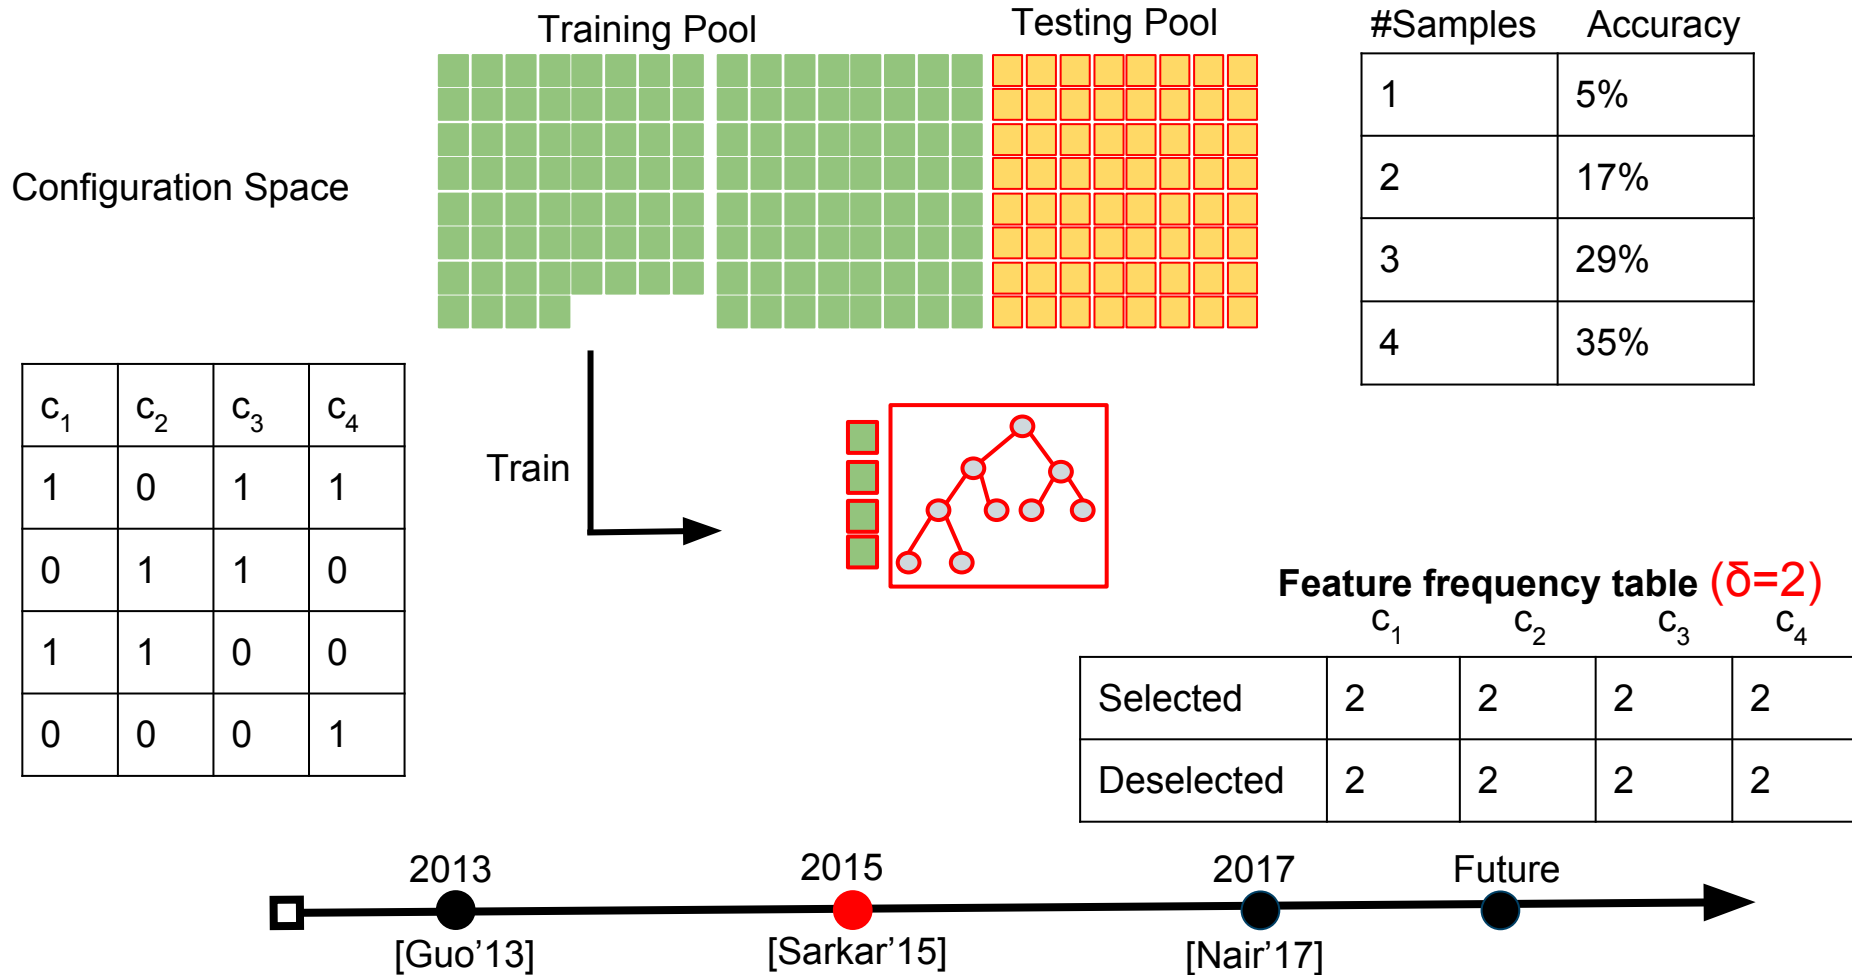 Training Pool
Testing Pool
#Samples Accuracy
1 5%
2 17%
3 29%
4 35%
Configuration Space
c1 c2 c3 c4
1 0 1 1
0 1 1 0
1 1 0 0
0 0 0 1
Train
Feature frequency table (δ=2)
c1 c2 c3 c4
Selected 2 2 2 2
Deselected 2 2 2 2
2013 2015 2017 Future
[Guo’13] [Sarkar’15] [Nair’17]